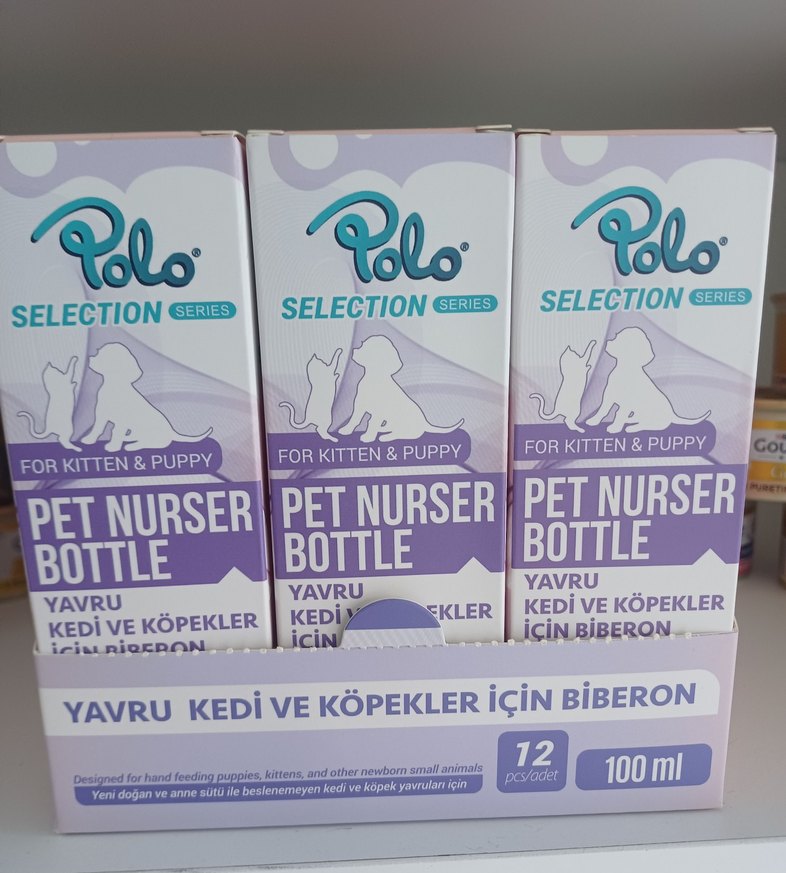 Polo®
SELECTION SERIES
FOR KITTEN & PUPPY
PET NURSER
BOTTLE
YAVRU
KEDİ VE KÖPEKLER
İÇİN BİBERON
Polo®
SELECTION SERIES
FOR KITTEN & PUPPY
PET NURSER
BOTTLE
YAVRU
KEDİ
EKLER
İÇİN
Polo®
SELECTION SERIES
FOR KITTEN & PUPPY
PET NURSER
BOTTLE
YAVRU
KEDİ VE KÖPEKLER
İÇİN BİBERON
YAVRU KEDİ VE KÖPEKLER İÇİN BİBERON
Designed for hand feeding puppies, kittens, and other newborn small animals
Yeni doğan ve anne sütü ile beslenemeyen kedi ve köpek yavruları için
12
pcs/adet
100 ml